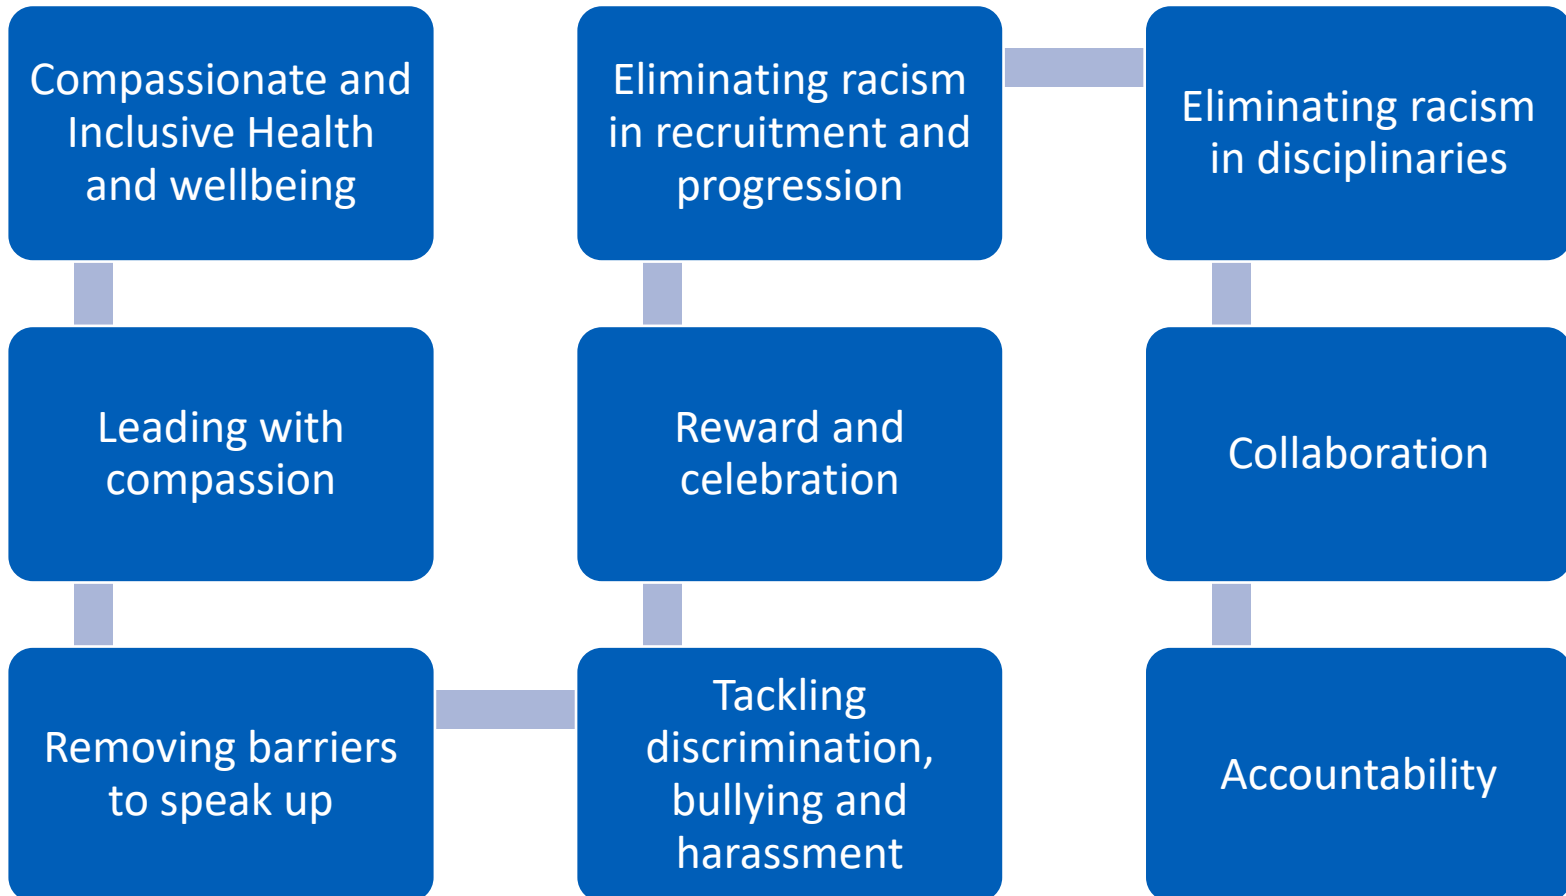 Compassionate and
Inclusive Health
and wellbeing
Leading with
compassion
Removing barriers
to speak up
Tackling
discrimination,
bullying and
harassment
Reward and
celebration
Eliminating racism
in recruitment and
progression
Eliminating racism
in disciplinaries
Collaboration
Accountability